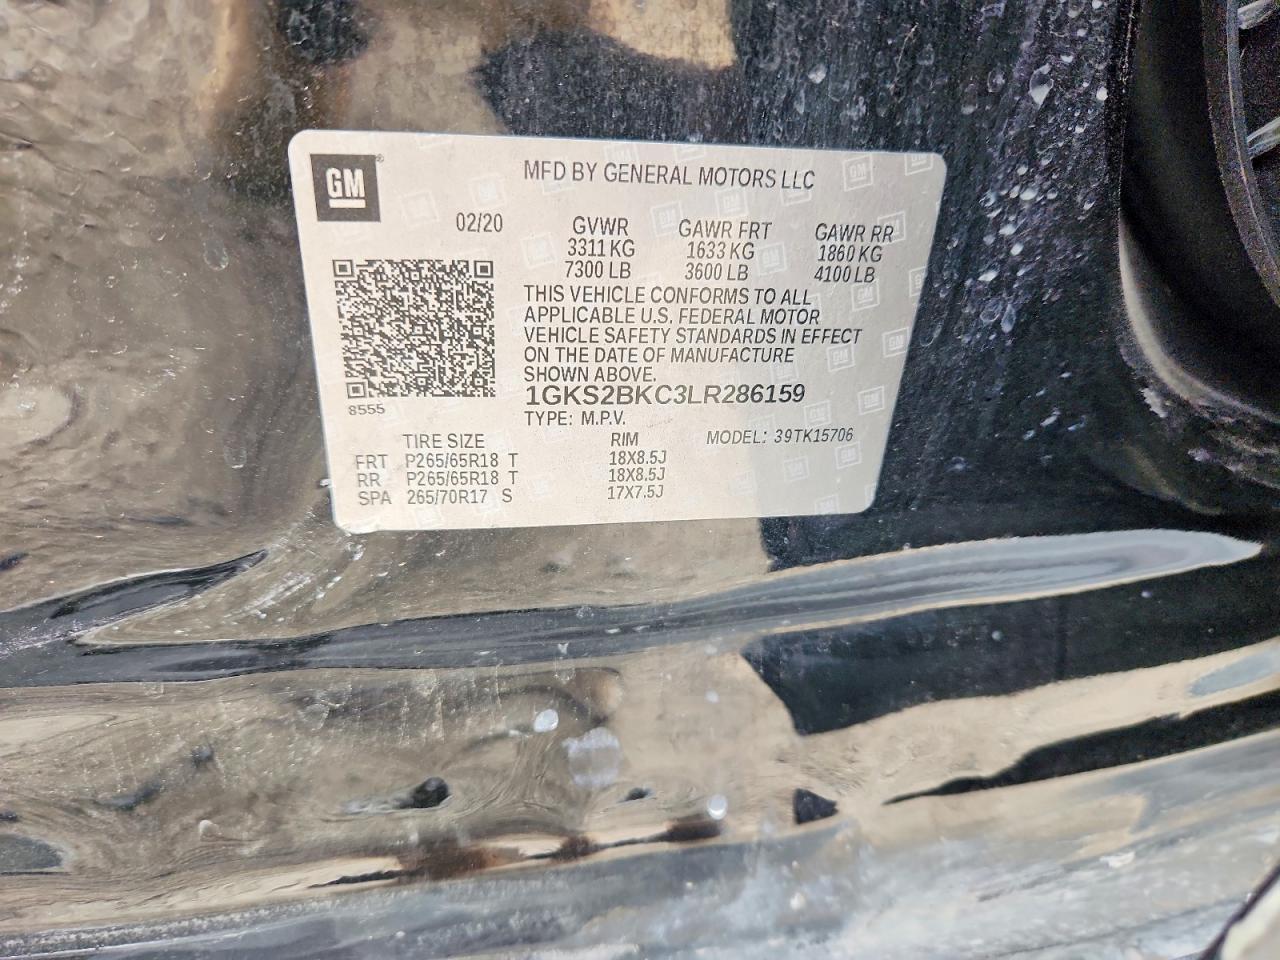 GM
MFD BY GENERAL MOTORS LLC
02/20
GVWR GAWR FRT GAWR RR
3311 KG 1633 KG 1860 KG
7300 LB 3600 LB 4100 LB
THIS VEHICLE CONFORMS TO ALL
APPLICABLE U.S. FEDERAL MOTOR
VEHICLE SAFETY STANDARDS IN EFFECT
ON THE DATE OF MANUFACTURE
SHOWN ABOVE.
1GKS2BKC3LR286159
8555
TYPE: M.P.V.
TIRE SIZE RIM MODEL: 39TK15706
FRT P265/65R18 T 18X8.5J
RR P265/65R18 T 18X8.5J
SPA 265/70R17 S 17X7.5J